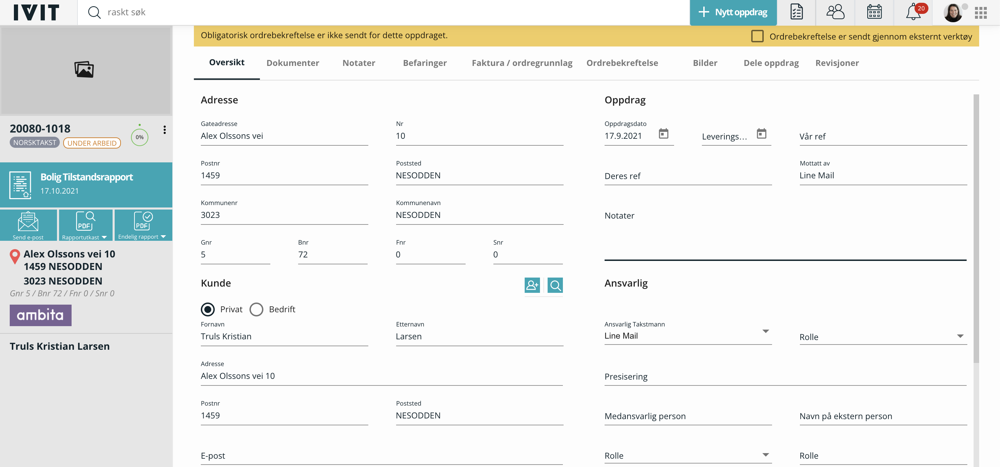 IVIT
raskt søk
Nytt oppdrag
20
Obligatorisk ordrebekreftelse er ikke sendt for dette oppdraget.
Ordrebekreftelse er sendt gjennom eksternt verktøy
Oversikt Dokumenter Notater Befaringer Faktura / ordregrunnlag Ordrebekreftelse Bilder Dele oppdrag Revisjoner
20080-1018
0%
NORSKTAKST UNDER ARBEID
Bolig Tilstandsrapport
17.10.2021
PDF PDF
Send e-post Rapportutkast Endelig rapport
Alex Olssons vei 10
1459 NESODDEN
3023 NESODDEN
Gnr 5 / Bnr 72 / Fnr 0 / Snr 0
ambita
Truls Kristian Larsen
Adresse
Gateadresse Nr
Alex Olssons vei 10
Postnr Poststed
1459 NESODDEN
Kommunenr Kommunenavn
3023 NESODDEN
Gnr Bnr Fnr Snr
5 72 0 0
Kunde
Privat Bedrift
Fornavn Etternavn
Truls Kristian Larsen
Adresse
Alex Olssons vei 10
Postnr Poststed
1459 NESODDEN
E-post
Oppdrag
Oppdragsdato
17.9.2021 Leverings... Vår ref
Mottatt av
Deres ref Line Mail
Notater
Ansvarlig
Ansvarlig Takstmann
Line Mail Rolle
Presisering
Medansvarlig person Navn på ekstern person
Rolle Rolle